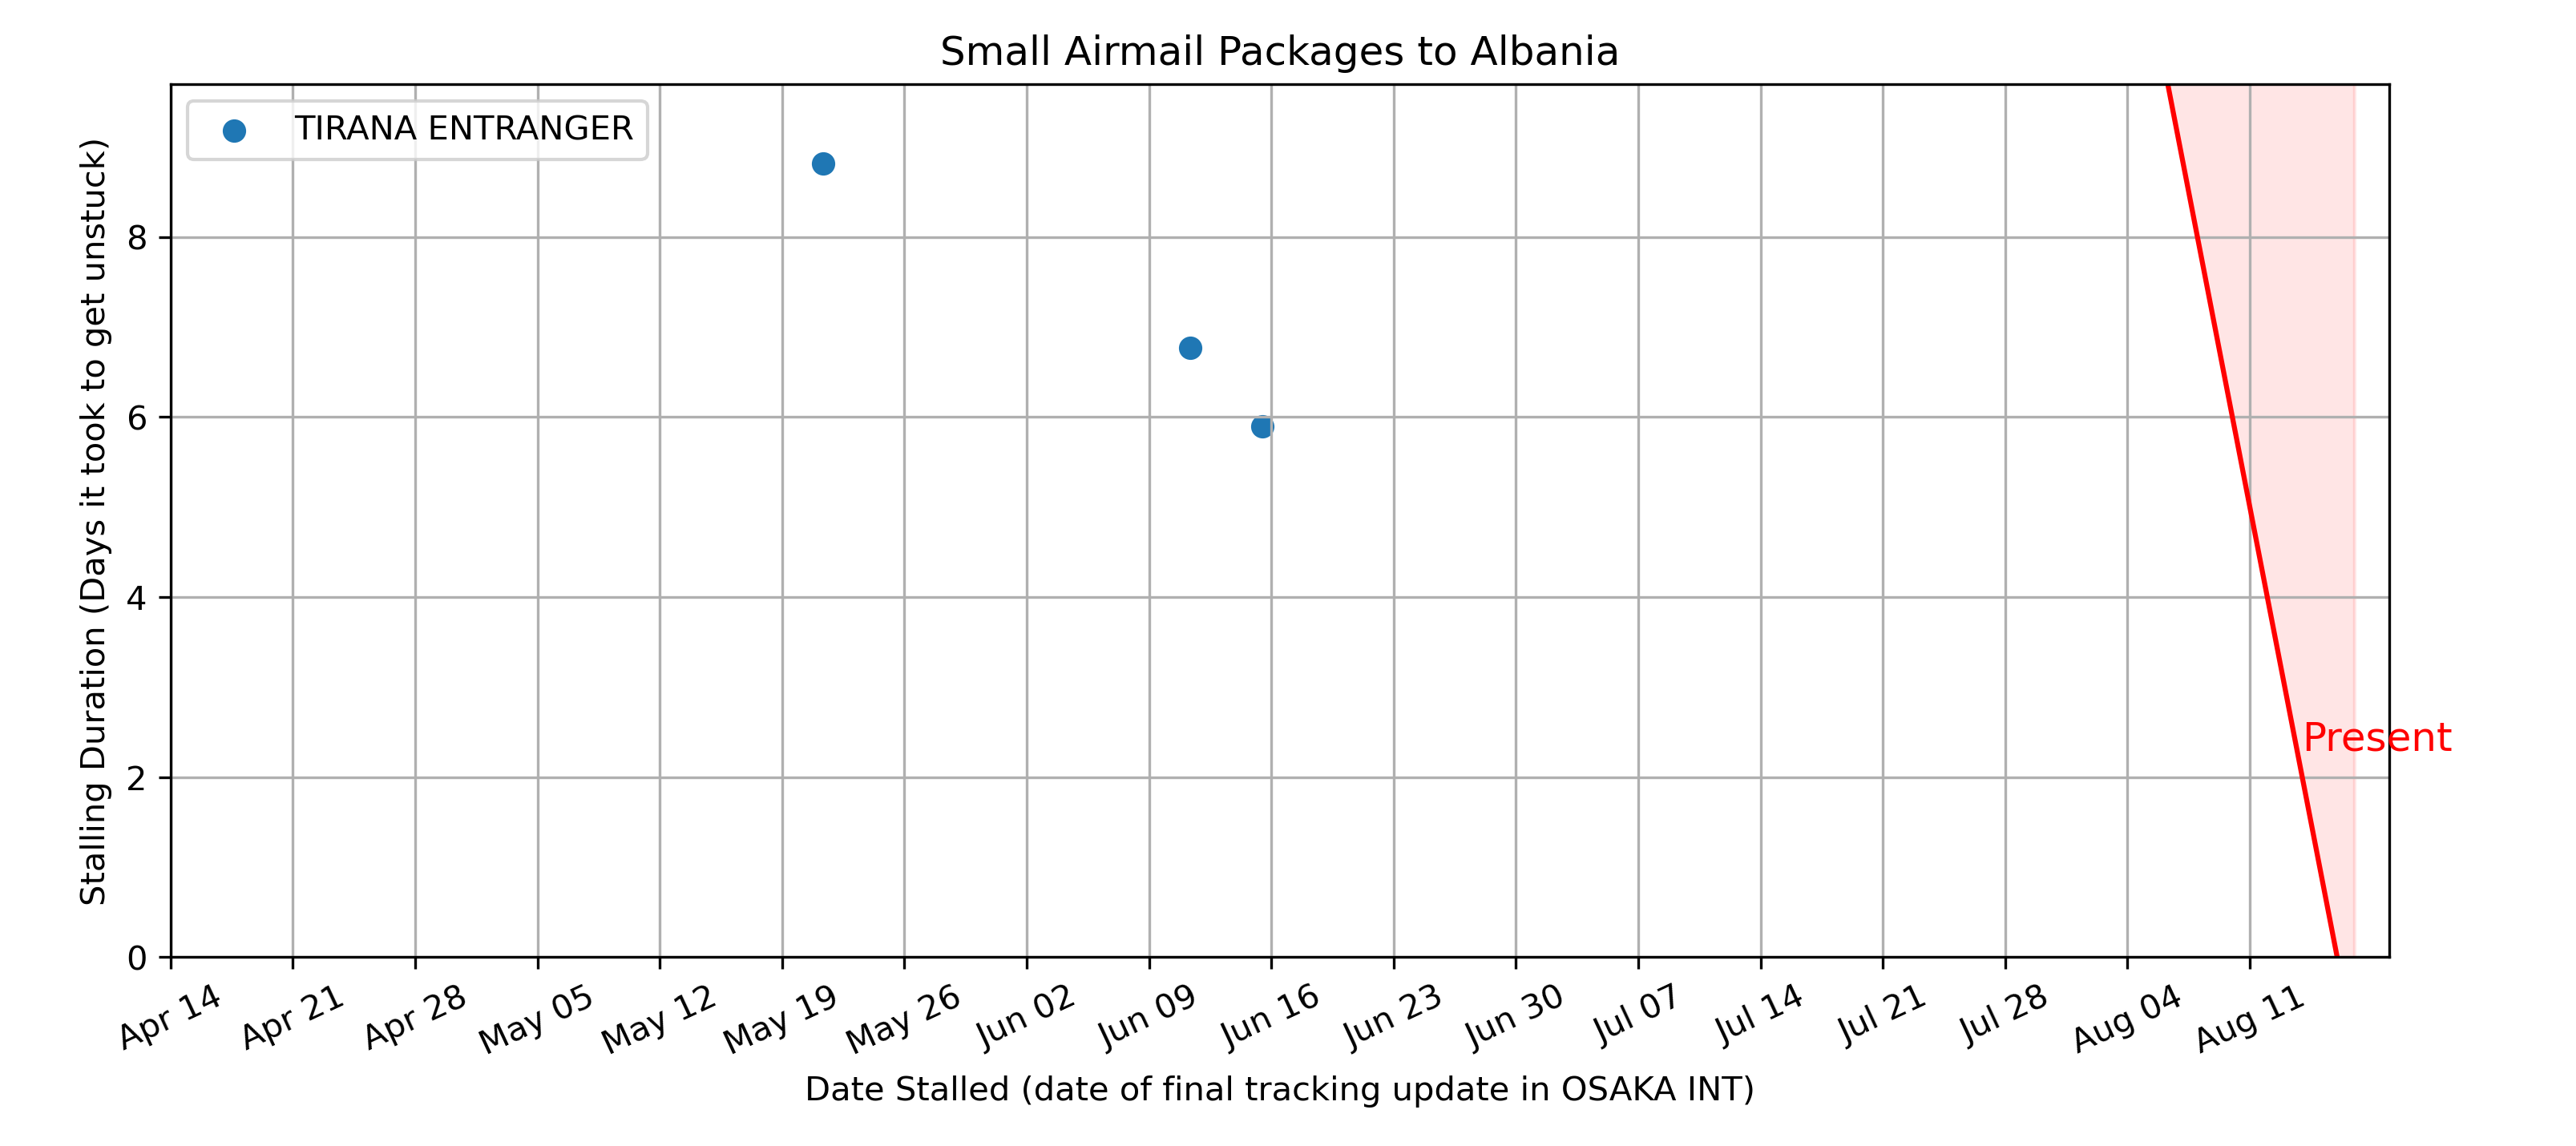 Small Airmail Packages to Albania
TIRANA ENTRANGER
Stalling Duration (Days it took to get unstuck)
8
6
4
2
0
Present
Apr 14
Apr 21
Apr 28
May 05
May 12
May 19
May 26
Jun 02
Jun 09
Jun 16
Jun 23
Jun 30
Jul 07
Jul 14
Jul 21
Jul 28
Aug 04
Aug 11
Date Stalled (date of final tracking update in OSAKA INT)